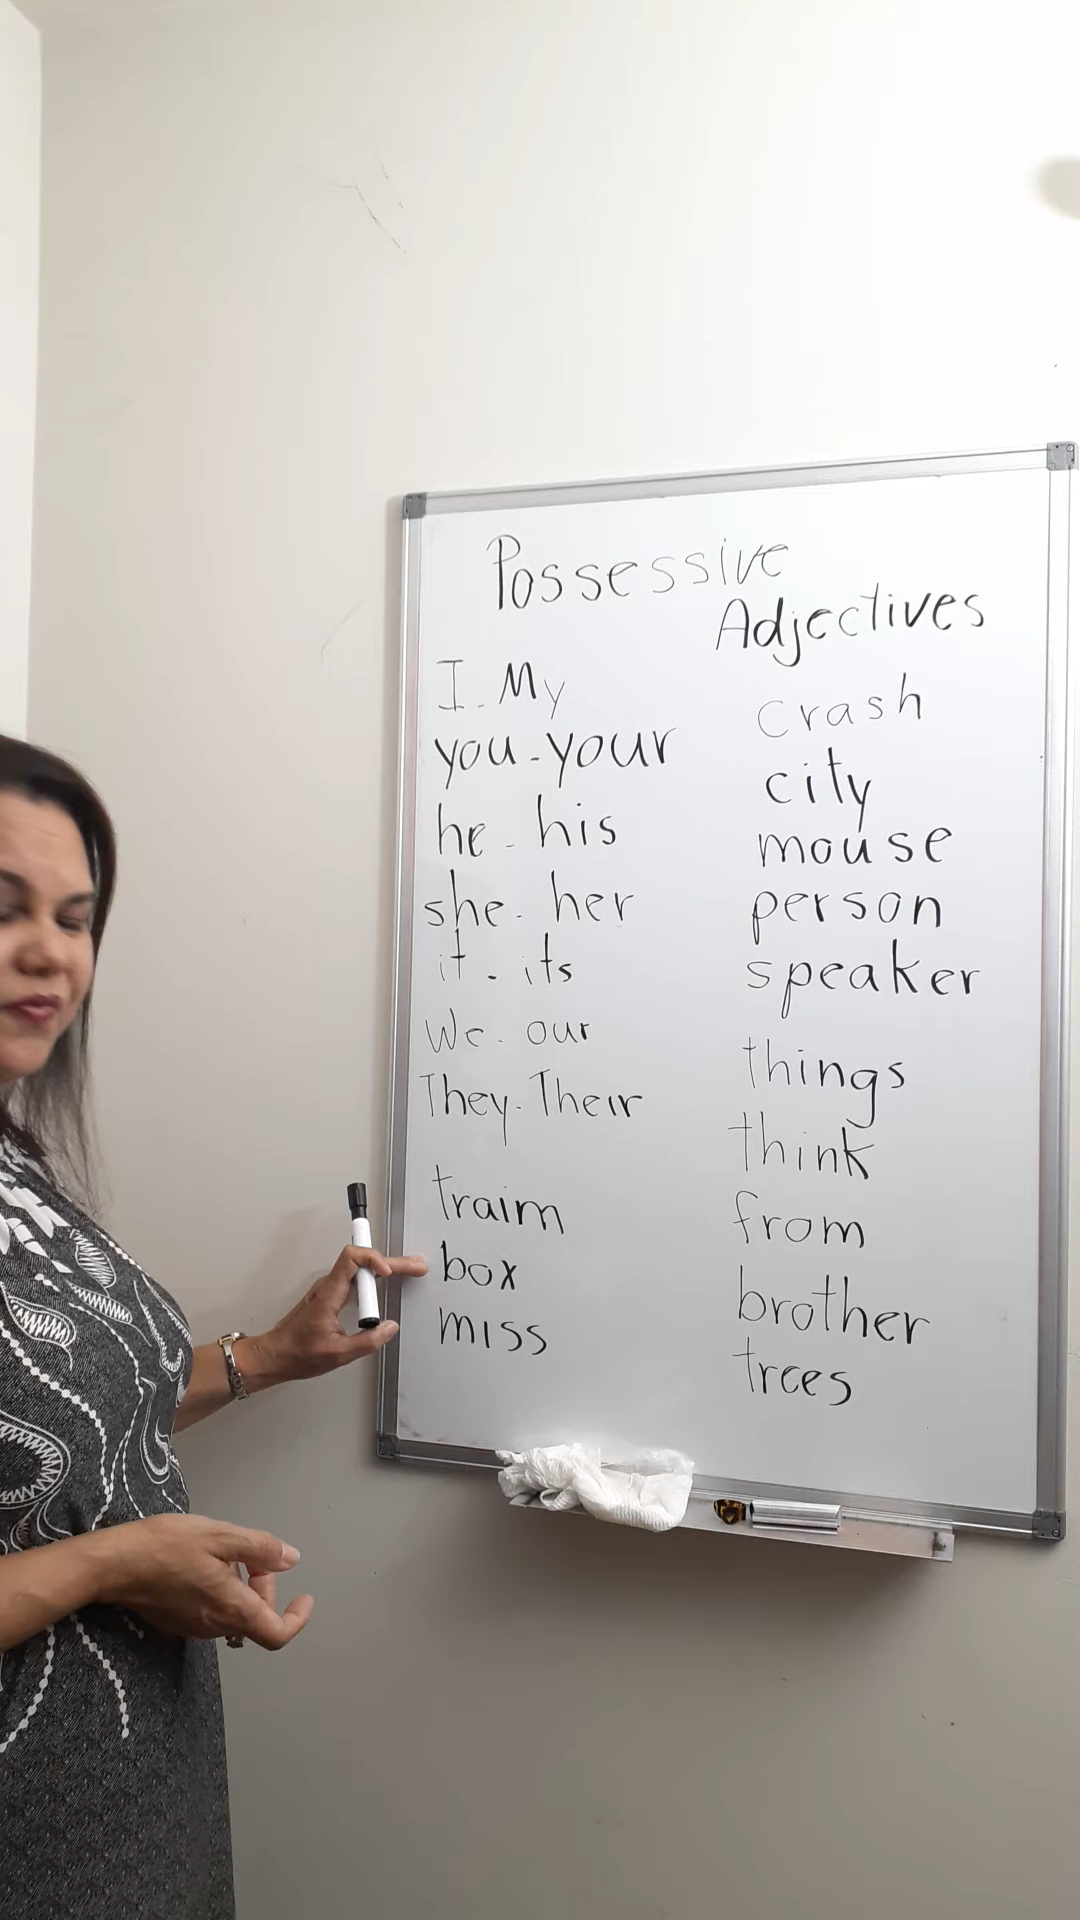 Possessive
Adjectives
I. My
you-your
he - his
she. her
it - its
We. our
They. Their
traim
box
miss
crash
city
mouse
person
speaker
things
think
from
brother
trees